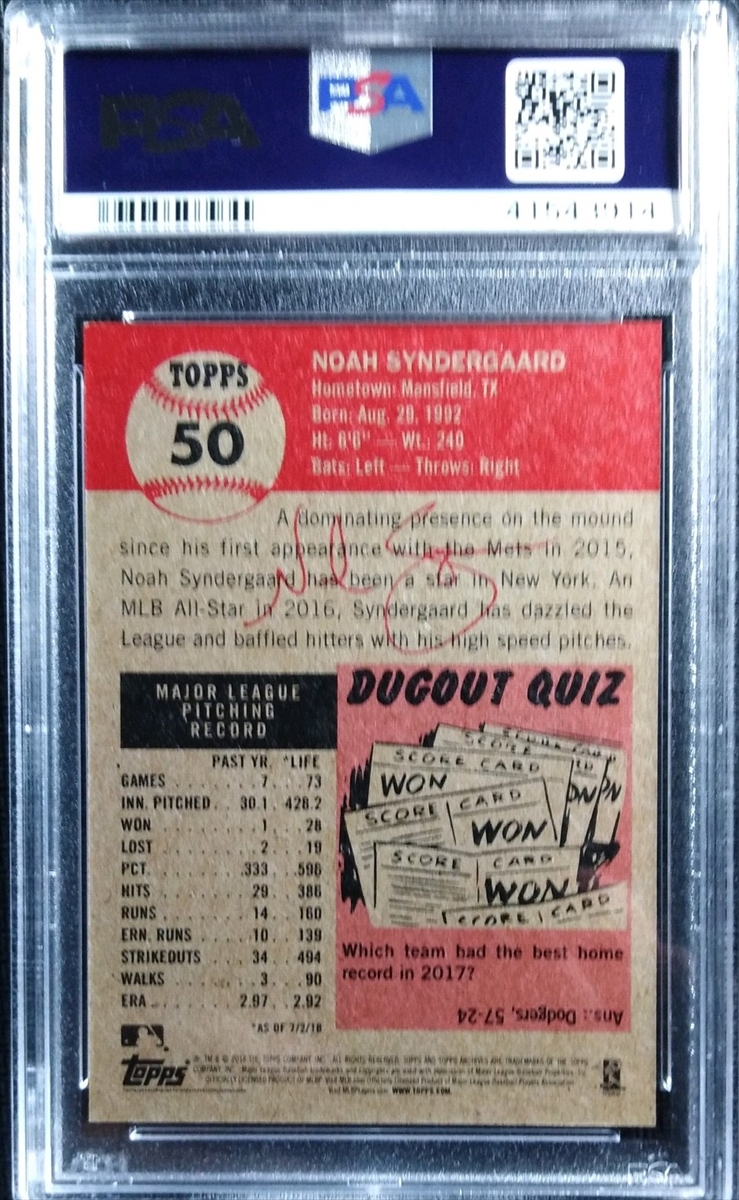 PSA
PSA
41543914
TOPPS
50
NOAH SYNDERGAARD
Hometown: Mansfield, TX
Born: Aug. 29, 1992
Ht: 6'6" — Wt.: 240
Bats: Left — Throws: Right
A dominating presence on the mound
since his first appearance with the Mets in 2015,
Noah Syndergaard has been a star in New York. An
MLB All-Star in 2016, Syndergaard has dazzled the
League and baffled hitters with his high speed pitches.
MAJOR LEAGUE
PITCHING
RECORD
PAST YR. *LIFE
GAMES ........ 7 .. 73
INN. PITCHED .. 30.1 . 428.2
WON ......... 1 ... 28
LOST ........ 2 ... 19
PCT. ....... .333 .. .596
HITS ........ 29 .. 386
RUNS ....... 14 .. 160
ERN. RUNS ..... 10 .. 139
STRIKEOUTS .... 34 .. 494
WALKS ....... 3 ... 90
ERA ........ 2.97 .. 2.92
*AS OF 7/2/18
DUGOUT QUIZ
SCORE CARD
WON
SCORE CARD
WON
SCORE CARD
WON
SCORE CARD
Which team had the best home
record in 2017?
Ans.: Dodgers, 57-24
Topps
WWW.TOPPS.COM
PSA